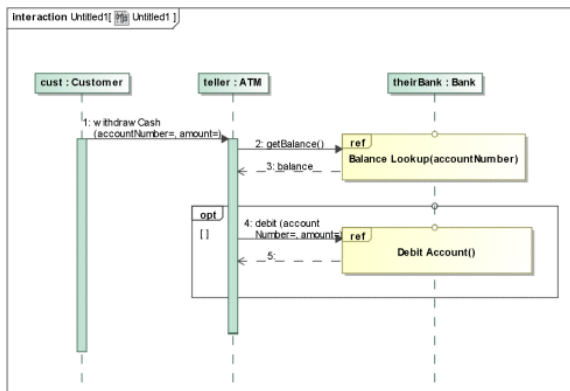 interaction Untitled1[ Untitled1 ]
cust : Customer
teller : ATM
theirBank : Bank
1: withdraw Cash
(accountNumber=, amount=)
2: getBalance()
ref
Balance Lookup(accountNumber)
3: balance
opt
[ ]
4: debit (account
Number=, amount=)
ref
Debit Account()
5: